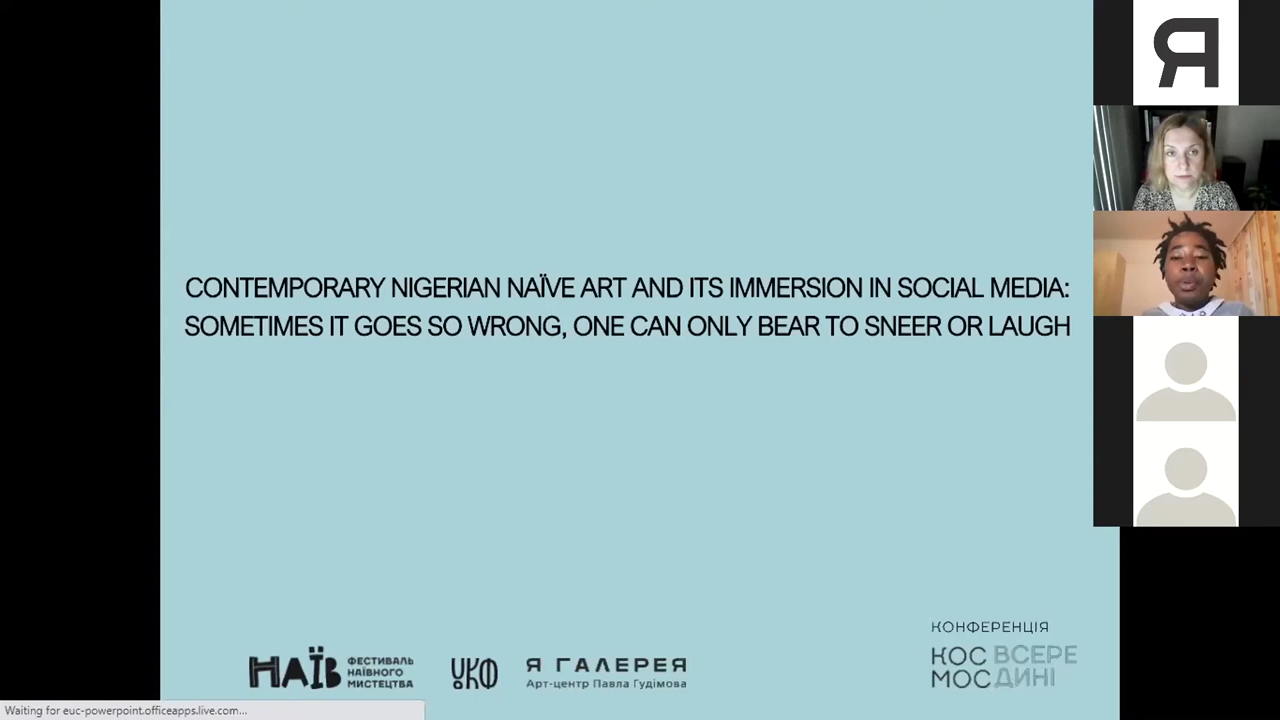 Я
CONTEMPORARY NIGERIAN NAÏVE ART AND ITS IMMERSION IN SOCIAL MEDIA:
SOMETIMES IT GOES SO WRONG, ONE CAN ONLY BEAR TO SNEER OR LAUGH
КОНФЕРЕНЦІЯ
КОС ВСЕРЕ
МОС ДИНІ
НАЇВ
ФЕСТИВАЛЬ
НАЇВНОГО
МИСТЕЦТВА
УКФ
Я ГАЛЕРЕЯ
Арт-центр Павла Гудімова
Waiting for euc-powerpoint.officeapps.live.com...